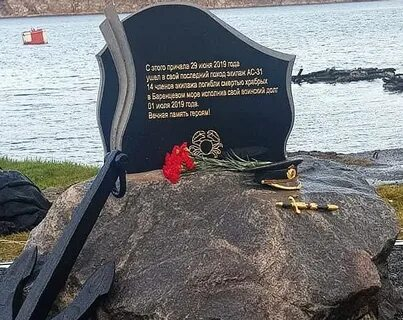 С этого причала 29 июня 2019 года
ушел в свой последний поход экипаж АС-31
14 членов экипажа погибли смертью храбрых
в Баренцевом море исполнив свой воинский долг
01 июля 2019 года.
Вечная память героям!